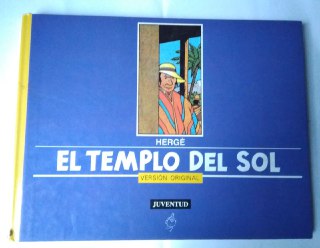 HERGÉ
EL TEMPLO DEL SOL
VERSIÓN ORIGINAL
JUVENTUD